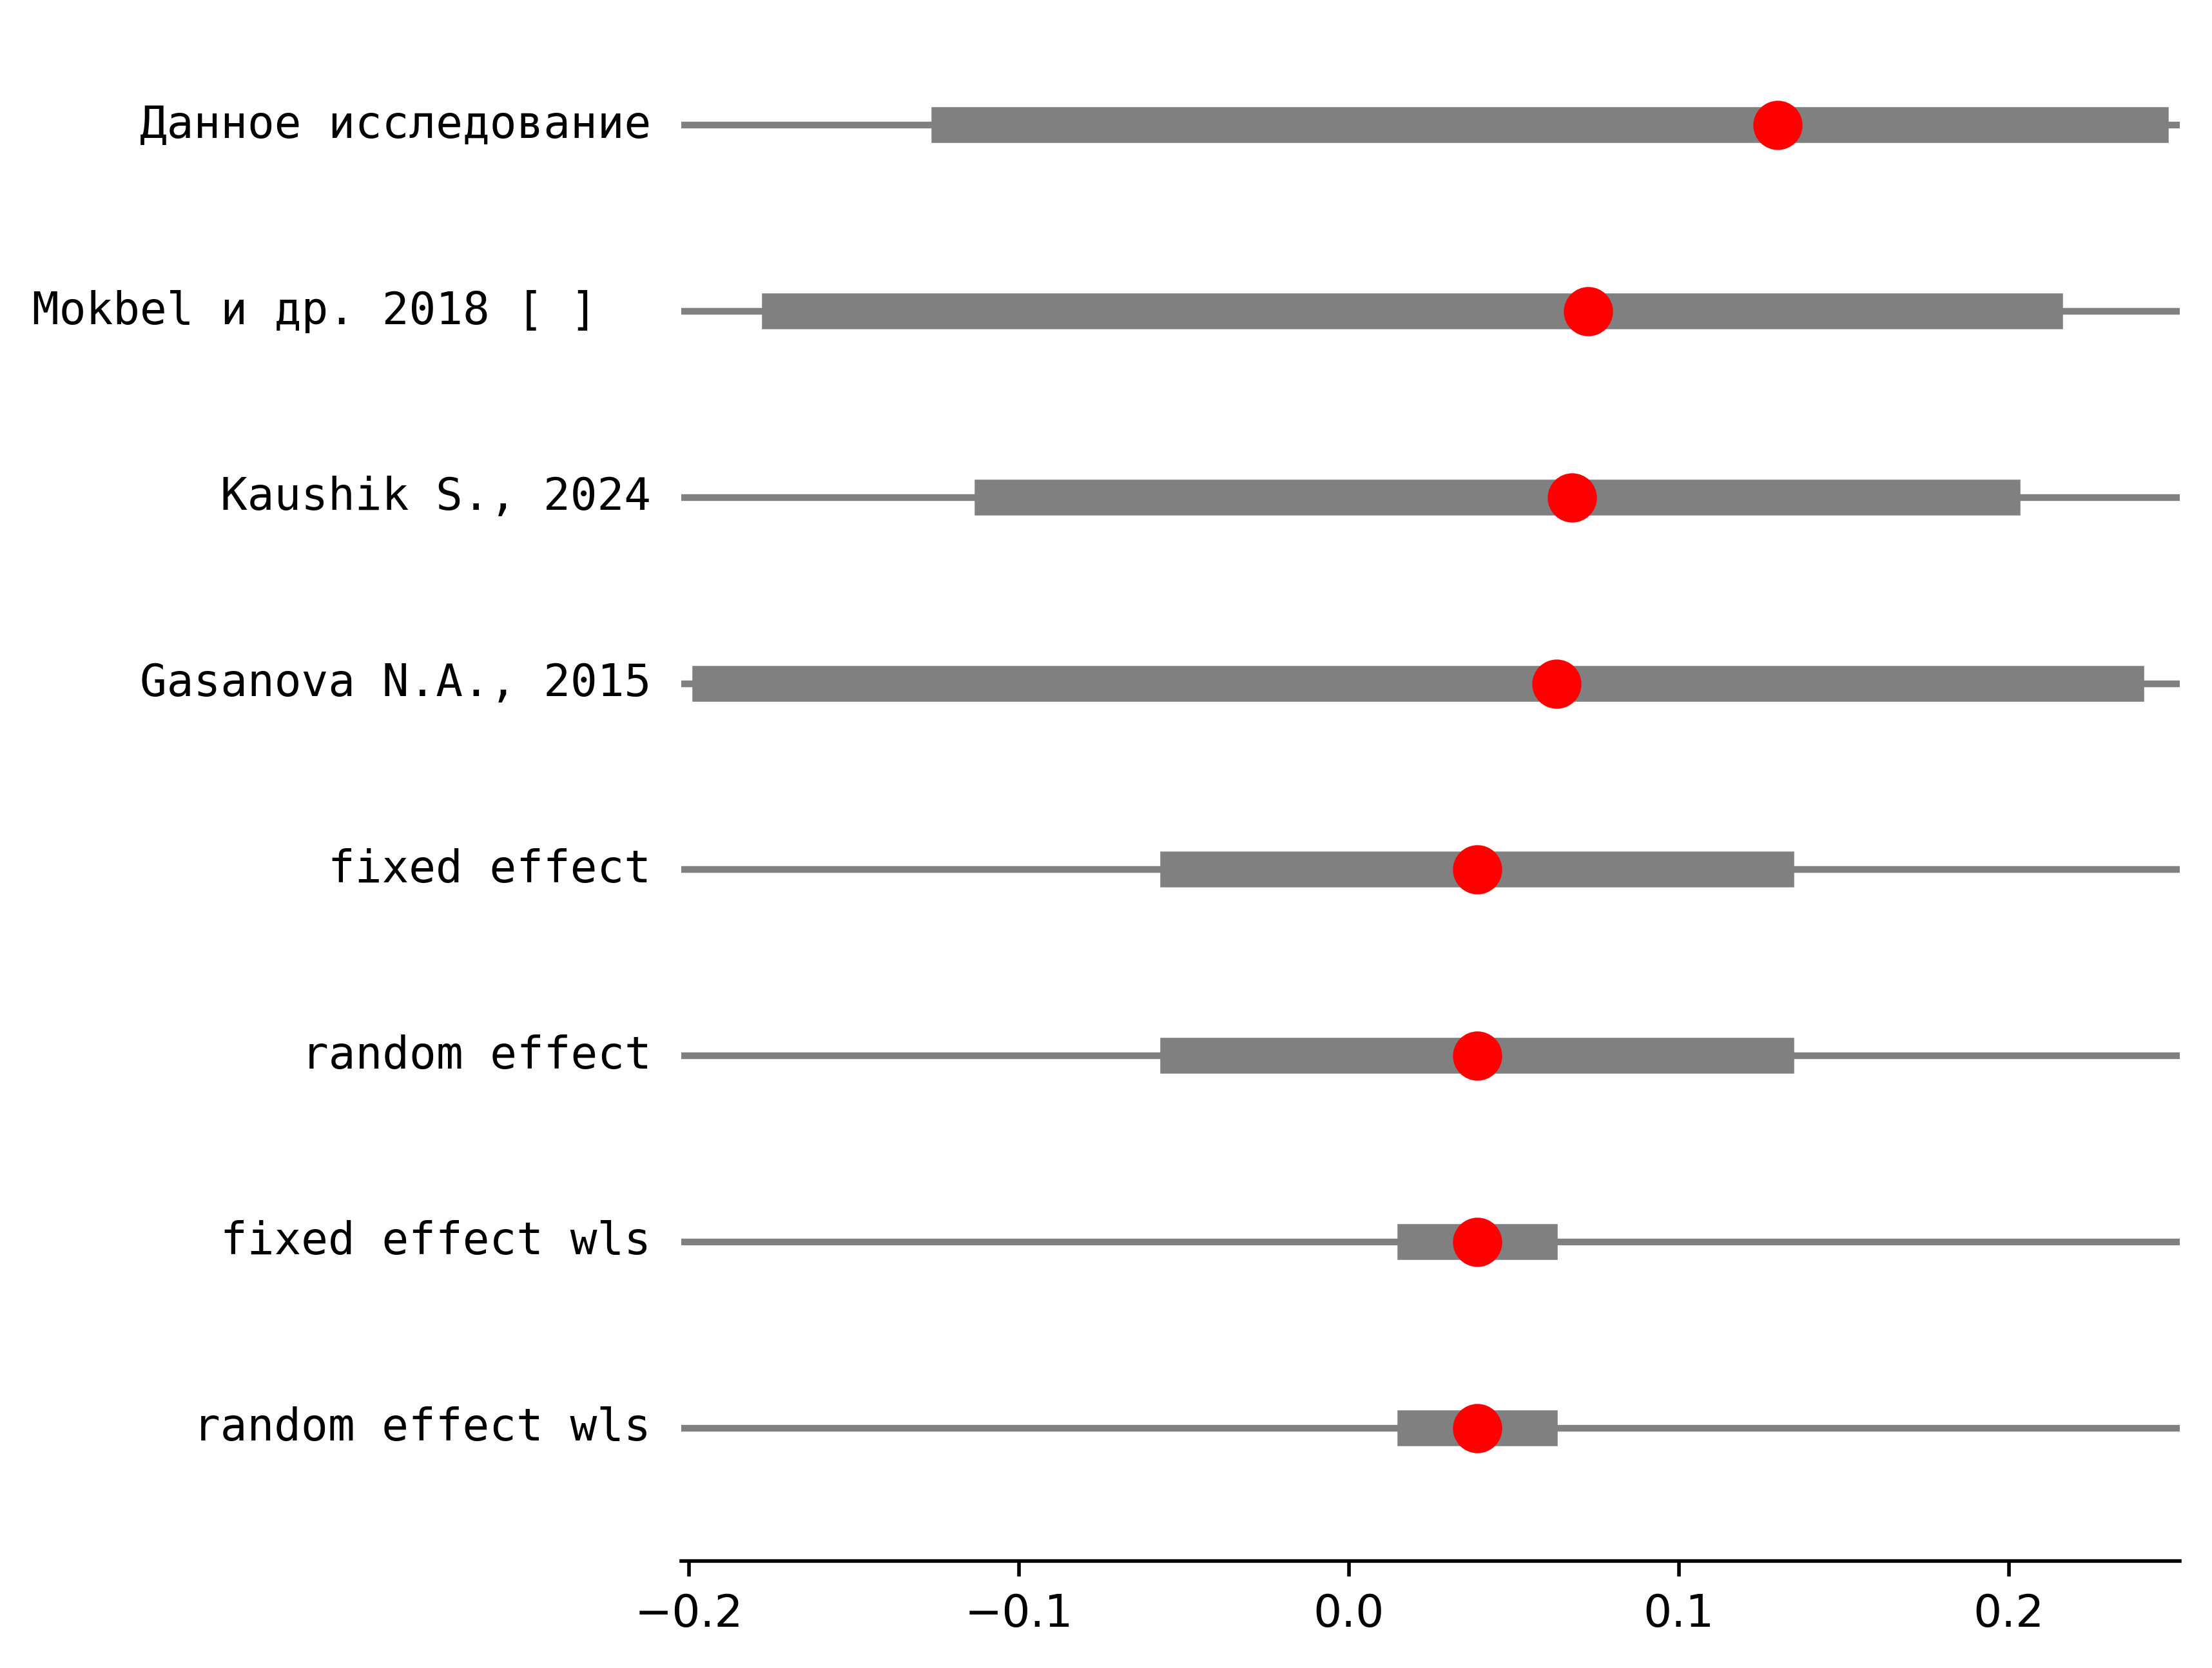 Данное исследование
Mokbel и др. 2018 [ ]
Kaushik S., 2024
Gasanova N.A., 2015
fixed effect
random effect
fixed effect wls
random effect wls
−0.2 −0.1 0.0 0.1 0.2